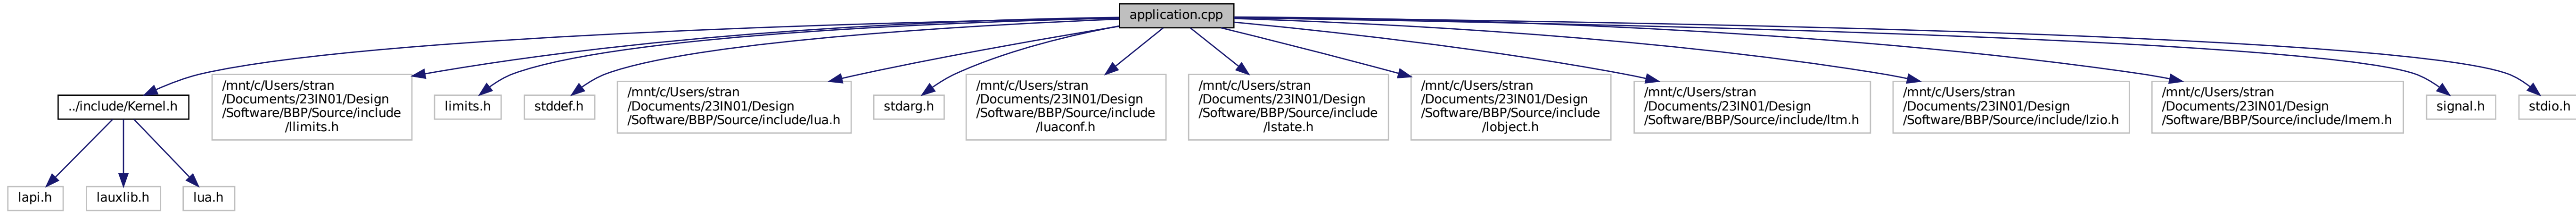 application.cpp
../include/Kernel.h
/mnt/c/Users/stran
/Documents/23IN01/Design
/Software/BBP/Source/include
/llimits.h
limits.h
stddef.h
/mnt/c/Users/stran
/Documents/23IN01/Design
/Software/BBP/Source/include/lua.h
stdarg.h
/mnt/c/Users/stran
/Documents/23IN01/Design
/Software/BBP/Source/include
/luaconf.h
/mnt/c/Users/stran
/Documents/23IN01/Design
/Software/BBP/Source/include
/lstate.h
/mnt/c/Users/stran
/Documents/23IN01/Design
/Software/BBP/Source/include
/lobject.h
/mnt/c/Users/stran
/Documents/23IN01/Design
/Software/BBP/Source/include/ltm.h
/mnt/c/Users/stran
/Documents/23IN01/Design
/Software/BBP/Source/include/lzio.h
/mnt/c/Users/stran
/Documents/23IN01/Design
/Software/BBP/Source/include/lmem.h
signal.h
stdio.h
lapi.h
lauxlib.h
lua.h